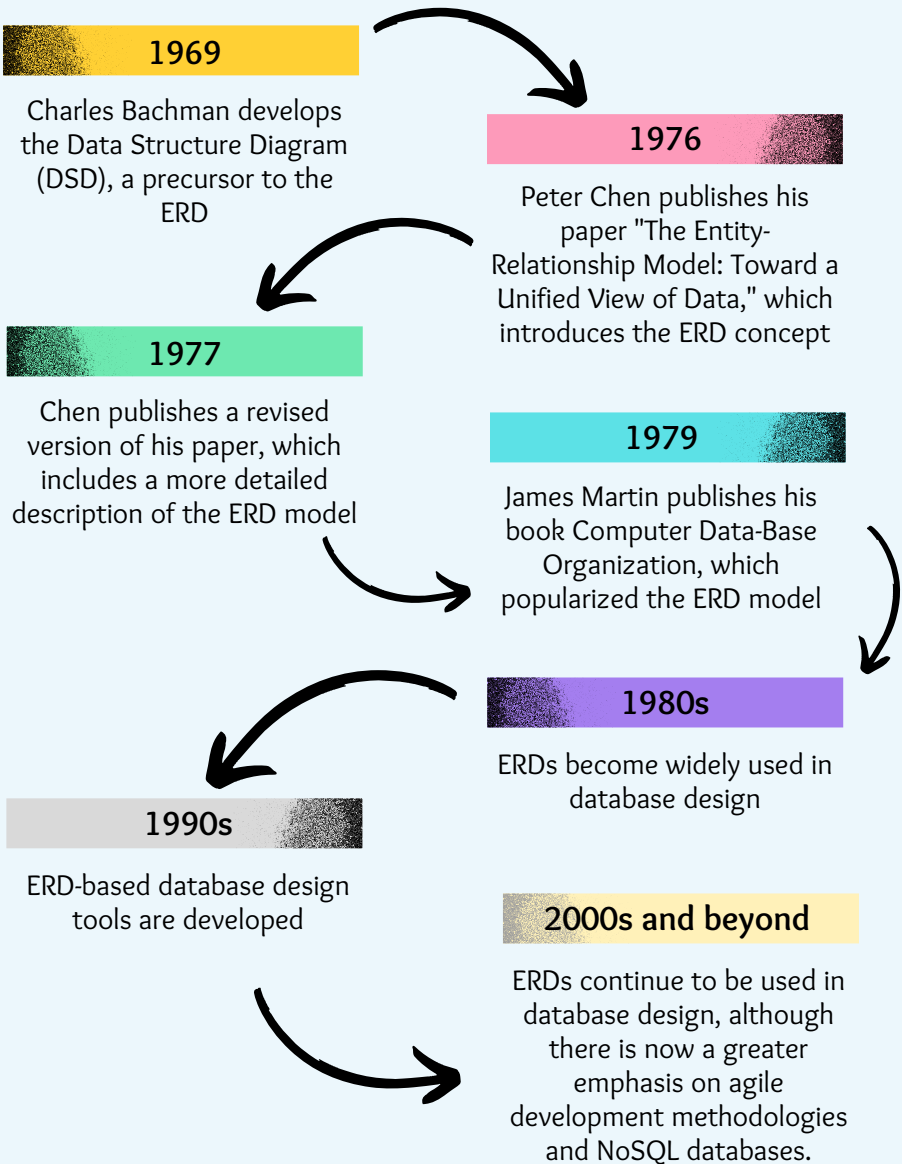 1969
Charles Bachman develops
the Data Structure Diagram
(DSD), a precursor to the
ERD
1976
Peter Chen publishes his
paper "The Entity-
Relationship Model: Toward a
Unified View of Data," which
introduces the ERD concept
1977
Chen publishes a revised
version of his paper, which
includes a more detailed
description of the ERD model
1979
James Martin publishes his
book Computer Data-Base
Organization, which
popularized the ERD model
1980s
ERDs become widely used in
database design
1990s
ERD-based database design
tools are developed
2000s and beyond
ERDs continue to be used in
database design, although
there is now a greater
emphasis on agile
development methodologies
and NoSQL databases.